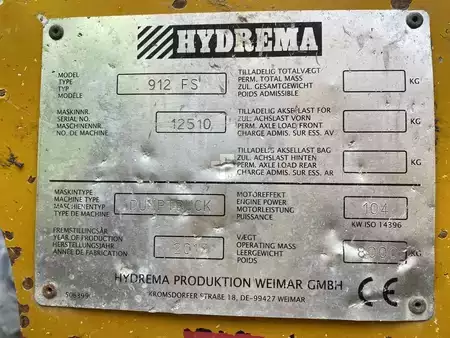 HYDREMA
MODEL
TYPE
TYP
MODÈLE
912 FS
MASKINNR.
SERIAL NO.
MASCHINENNR.
NO. DE MACHINE
12510
MASKINTYPE
MACHINE TYPE
MASCHIENENTYP
TYPE DE MACHINE
DUMPTRUCK
FREMSTILLINGSÅR
YEAR OF PRODUCTION
HERSTELLUNGSJAHR
ANNÉE DE FABRICATION
TILLADELIG TOTALVÆGT
PERM. TOTAL MASS
ZUL. GESAMTGEWICHT
POIDS ADMISSIBLE
KG
TILLADELIG AKSELLAST FOR
ZUL. ACHSLAST VORN
PERM. AXLE LOAD FRONT
CHARGE ADMIS. SUR ESS. AV
KG
TILLADELIG AKSELLAST BAG
ZUL. ACHSLAST HINTEN
PERM. AXLE LOAD REAR
CHARGE ADMIS. SUR ESS. AR
KG
MOTOREFFEKT
ENGINE POWER
MOTORLEISTUNG
PUISSANCE
104
KW ISO 14396
VÆGT
OPERATING MASS
LEERGEWICHT
POIDS
KG
HYDREMA PRODUKTION WEIMAR GMBH
KROMSDORFER STRAßE 18, DE-99427 WEIMAR
CE